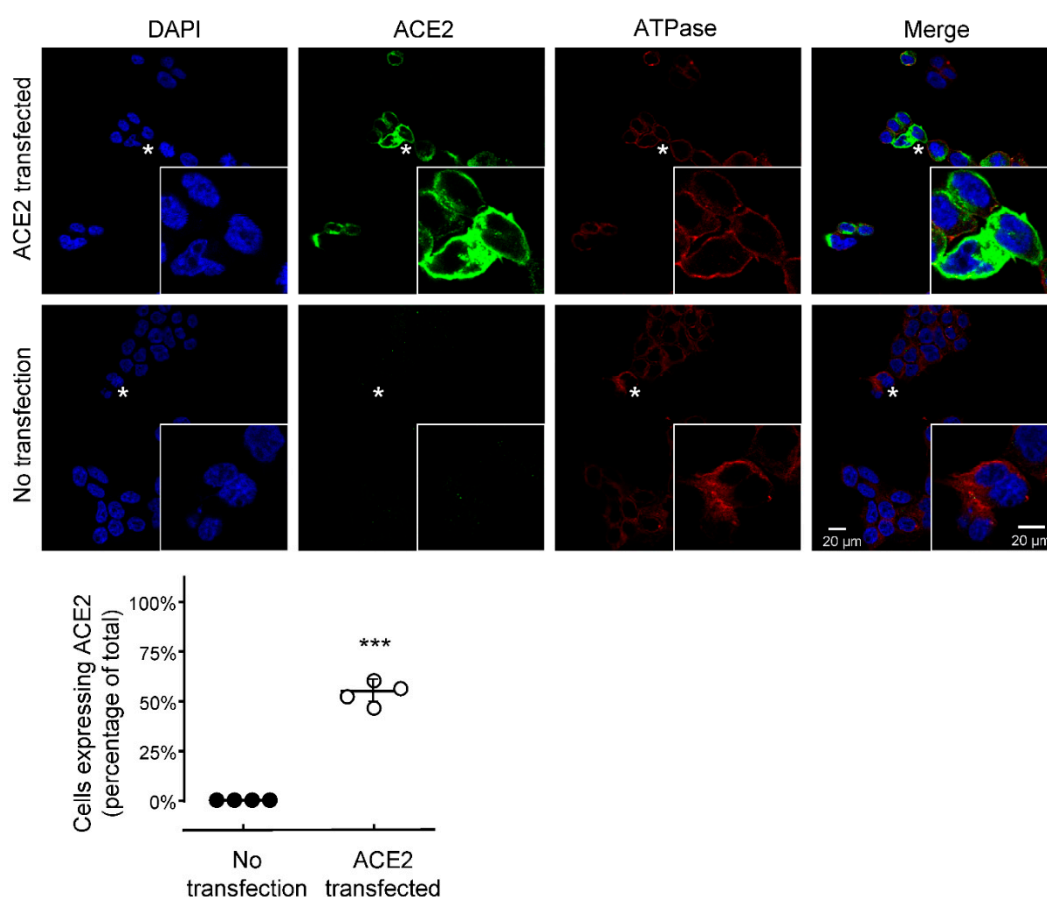 DAPI
ACE2
ATPase
Merge
ACE2 transfected
*
*
*
*
No transfection
*
*
*
*
20 µm
20 µm
Cells expressing ACE2
(percentage of total)
100%
75%
50%
25%
0%
***
No
transfection
ACE2
transfected